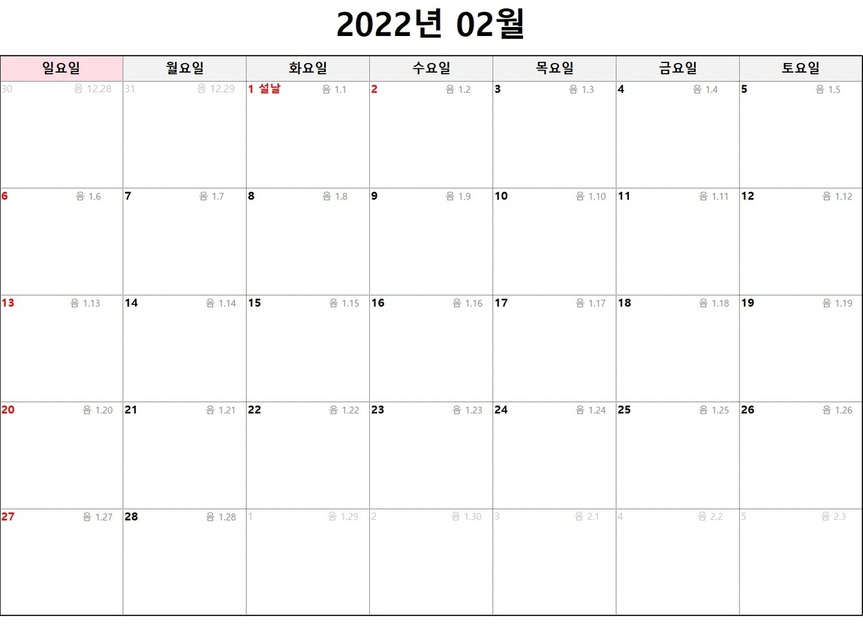 2022년 02월
일요일 월요일 화요일 수요일 목요일 금요일 토요일
30 음 12.28 31 음 12.29 1 설날 음 1.1 2 음 1.2 3 음 1.3 4 음 1.4 5 음 1.5
6 음 1.6 7 음 1.7 8 음 1.8 9 음 1.9 10 음 1.10 11 음 1.11 12 음 1.12
13 음 1.13 14 음 1.14 15 음 1.15 16 음 1.16 17 음 1.17 18 음 1.18 19 음 1.19
20 음 1.20 21 음 1.21 22 음 1.22 23 음 1.23 24 음 1.24 25 음 1.25 26 음 1.26
27 음 1.27 28 음 1.28 1 음 1.29 2 음 1.30 3 음 2.1 4 음 2.2 5 음 2.3